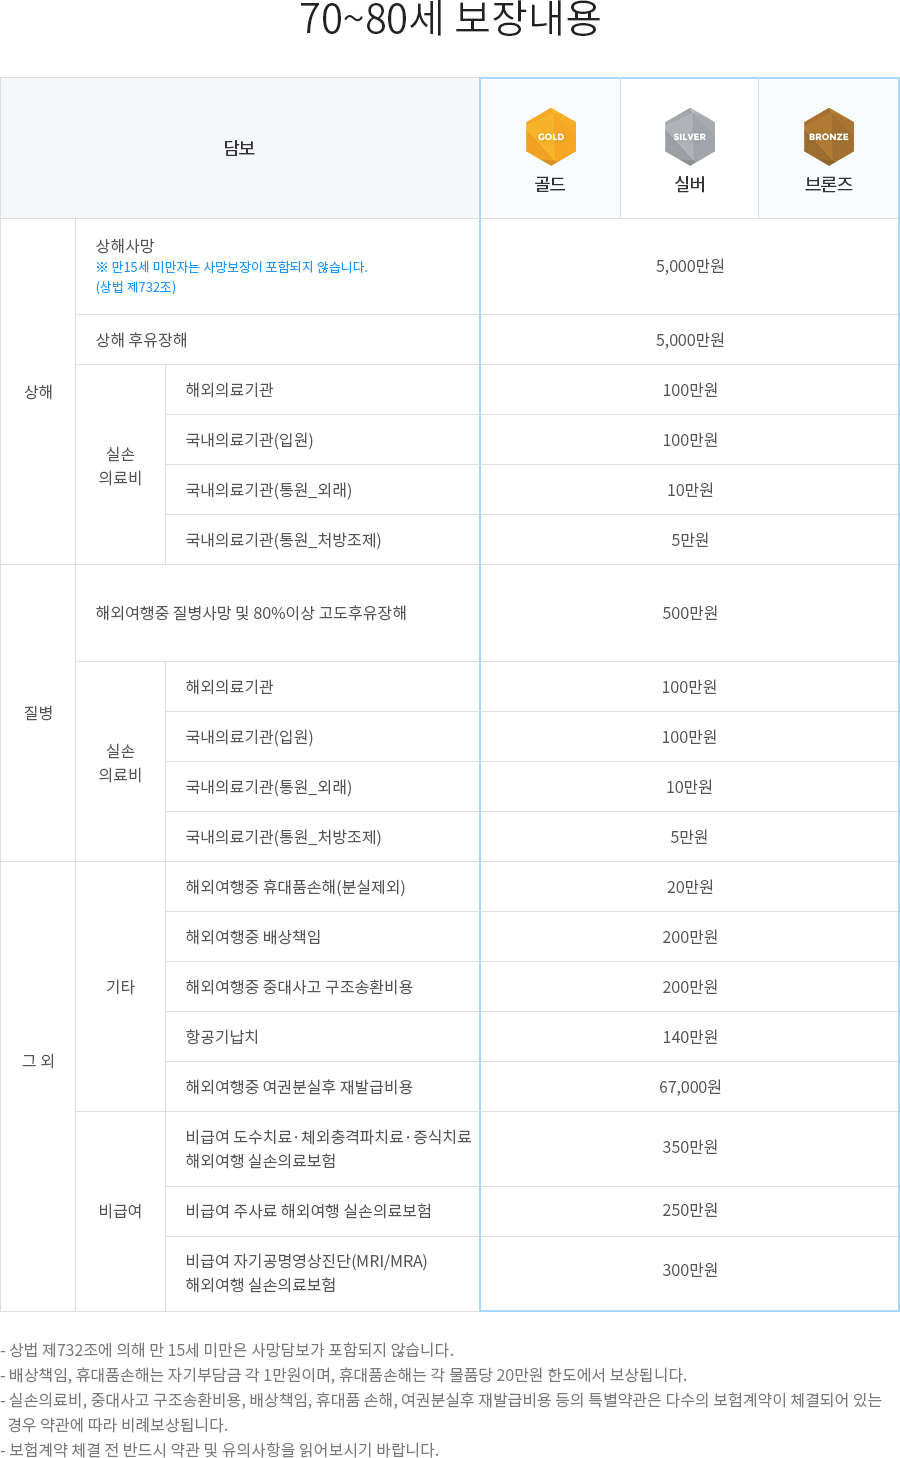 70~80세 보장내용
담보
GOLD
골드
SILVER
실버
BRONZE
브론즈
상해
상해사망
※ 만15세 미만자는 사망보장이 포함되지 않습니다.
(상법 제732조)
5,000만원
상해 후유장해
5,000만원
실손
의료비
해외의료기관
100만원
국내의료기관(입원)
100만원
국내의료기관(통원_외래)
10만원
국내의료기관(통원_처방조제)
5만원
질병
해외여행중 질병사망 및 80%이상 고도후유장해
500만원
실손
의료비
해외의료기관
100만원
국내의료기관(입원)
100만원
국내의료기관(통원_외래)
10만원
국내의료기관(통원_처방조제)
5만원
그 외
기타
해외여행중 휴대품손해(분실제외)
20만원
해외여행중 배상책임
200만원
해외여행중 중대사고 구조송환비용
200만원
항공기납치
140만원
해외여행중 여권분실후 재발급비용
67,000원
비급여
비급여 도수치료·체외충격파치료·증식치료
해외여행 실손의료보험
350만원
비급여 주사료 해외여행 실손의료보험
250만원
비급여 자기공명영상진단(MRI/MRA)
해외여행 실손의료보험
300만원
- 상법 제732조에 의해 만 15세 미만은 사망담보가 포함되지 않습니다.
- 배상책임, 휴대품손해는 자기부담금 각 1만원이며, 휴대품손해는 각 물품당 20만원 한도에서 보상됩니다.
- 실손의료비, 중대사고 구조송환비용, 배상책임, 휴대품 손해, 여권분실후 재발급비용 등의 특별약관은 다수의 보험계약이 체결되어 있는
경우 약관에 따라 비례보상됩니다.
- 보험계약 체결 전 반드시 약관 및 유의사항을 읽어보시기 바랍니다.